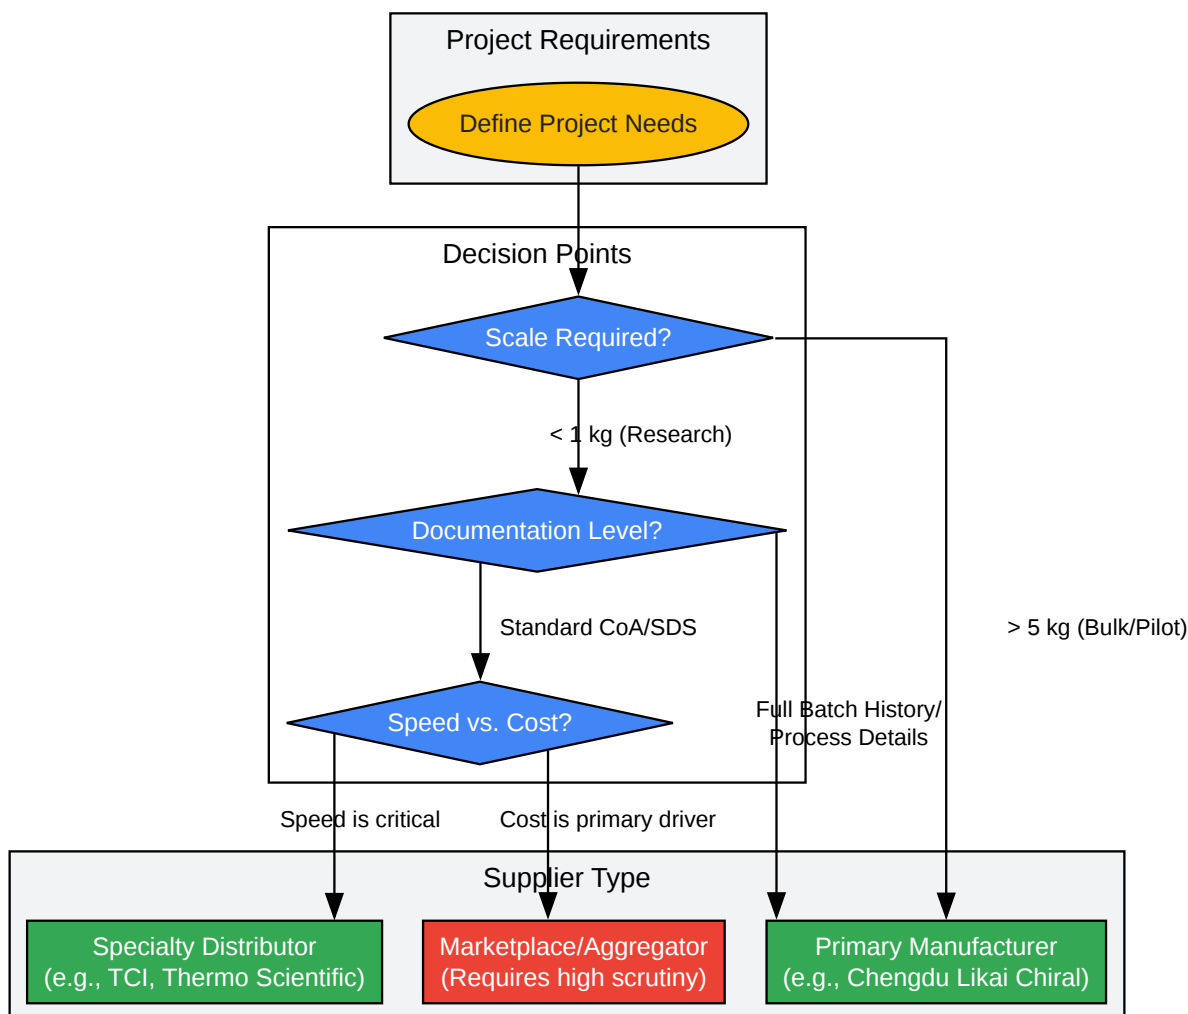 Project Requirements
Define Project Needs
Decision Points
Scale Required?
< 1 kg (Research)
Documentation Level?
Standard CoA/SDS
> 5 kg (Bulk/Pilot)
Speed vs. Cost?
Full Batch History/
Process Details
Speed is critical
Cost is primary driver
Supplier Type
Specialty Distributor
(e.g., TCI, Thermo Scientific)
Marketplace/Aggregator
(Requires high scrutiny)
Primary Manufacturer
(e.g., Chengdu Likai Chiral)